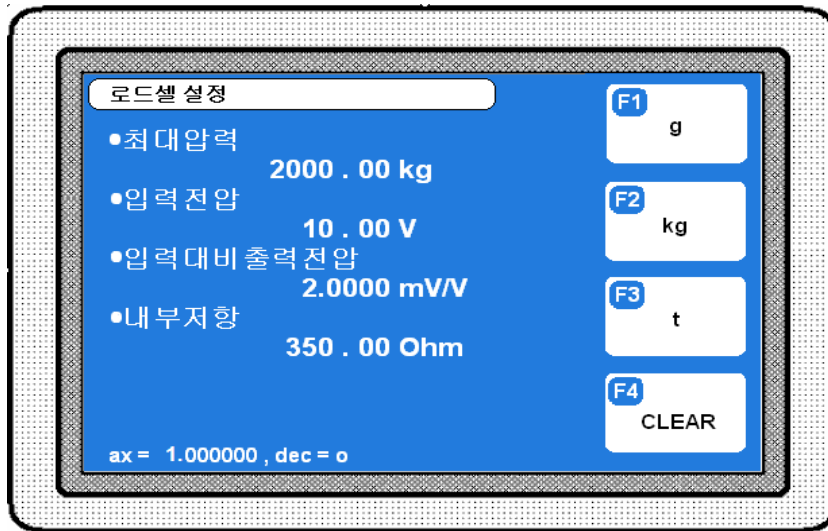 로드셀 설정
●최대압력
2000 . 00 kg
●입력전압
10 . 00 V
●입력대비출력전압
2.0000 mV/V
●내부저항
350 . 00 Ohm
ax = 1.000000 , dec = o
F1
g
F2
kg
F3
t
F4
CLEAR